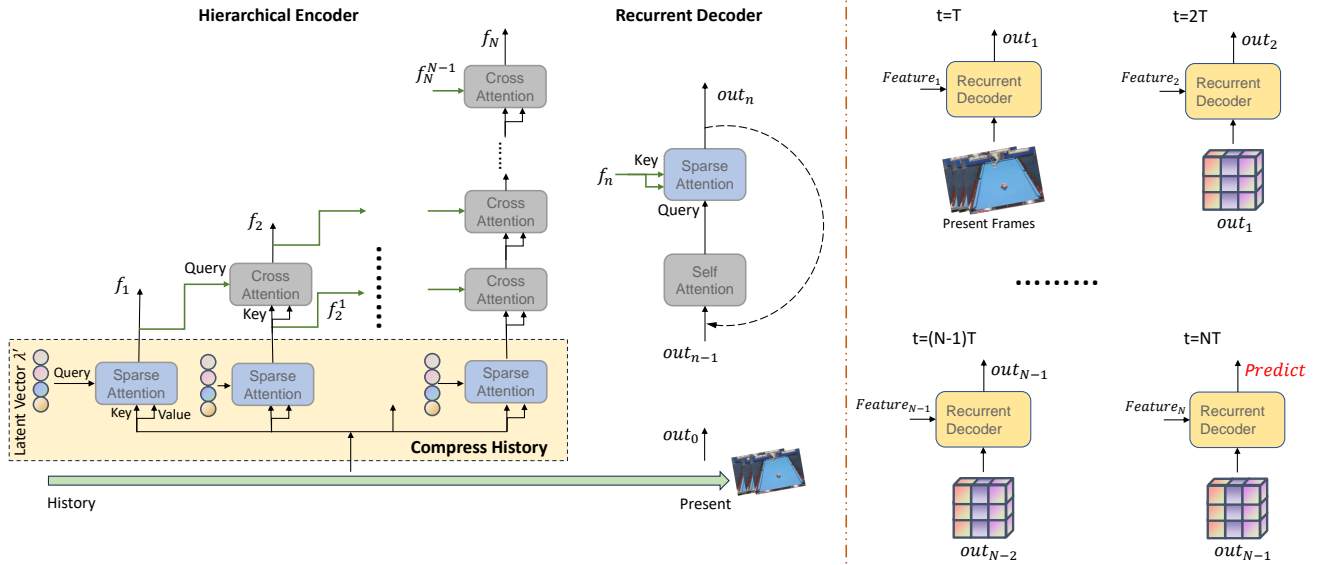 Hierarchical Encoder
Recurrent Decoder
f_N
f_N^{N-1}
Cross
Attention
......
Cross
Attention
Cross
Attention
f_2
Query
Cross
Attention
f_1
Key
f_2^1
Latent Vector λ′
Query
Sparse
Attention
Key
Value
Sparse
Attention
Sparse
Attention
Compress History
History
Present
out_n
Key
f_n
Sparse
Attention
Query
Self
Attention
out_{n-1}
out_0
t=T
out_1
Feature_1
Recurrent
Decoder
Present Frames
t=2T
out_2
Feature_2
Recurrent
Decoder
out_1
.........
t=(N-1)T
out_{N-1}
Feature_{N-1}
Recurrent
Decoder
out_{N-2}
t=NT
Predict
Feature_N
Recurrent
Decoder
out_{N-1}